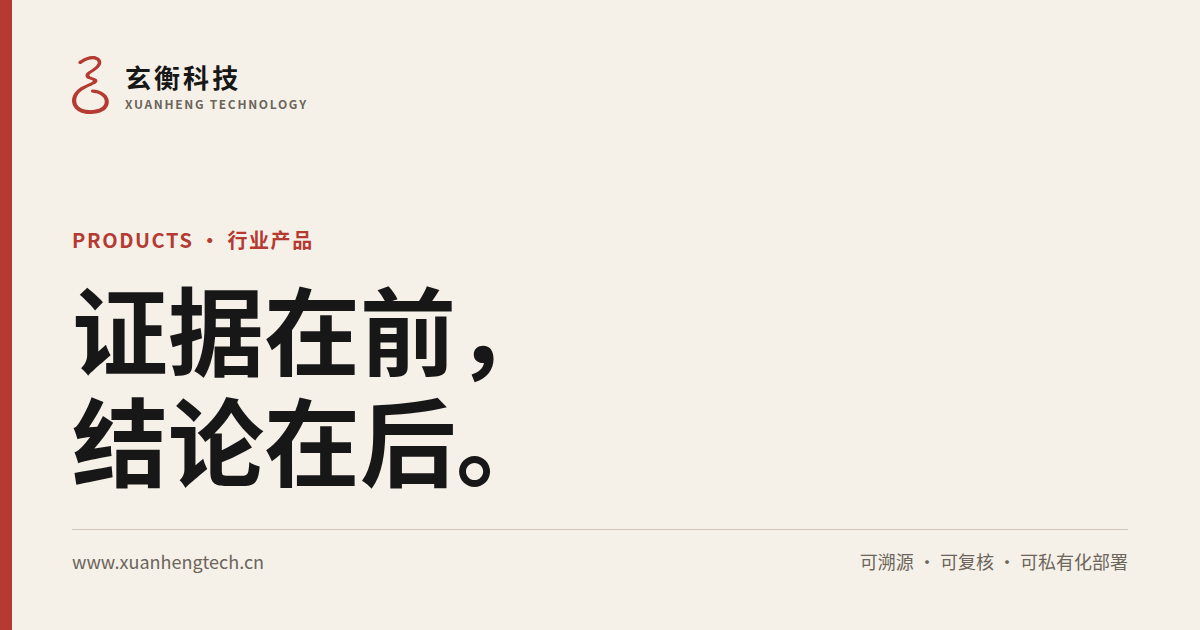 玄衡科技
XUANHENG TECHNOLOGY
PRODUCTS · 行业产品
证据在前，
结论在后。
www.xuanhengtech.cn
可溯源 · 可复核 · 可私有化部署